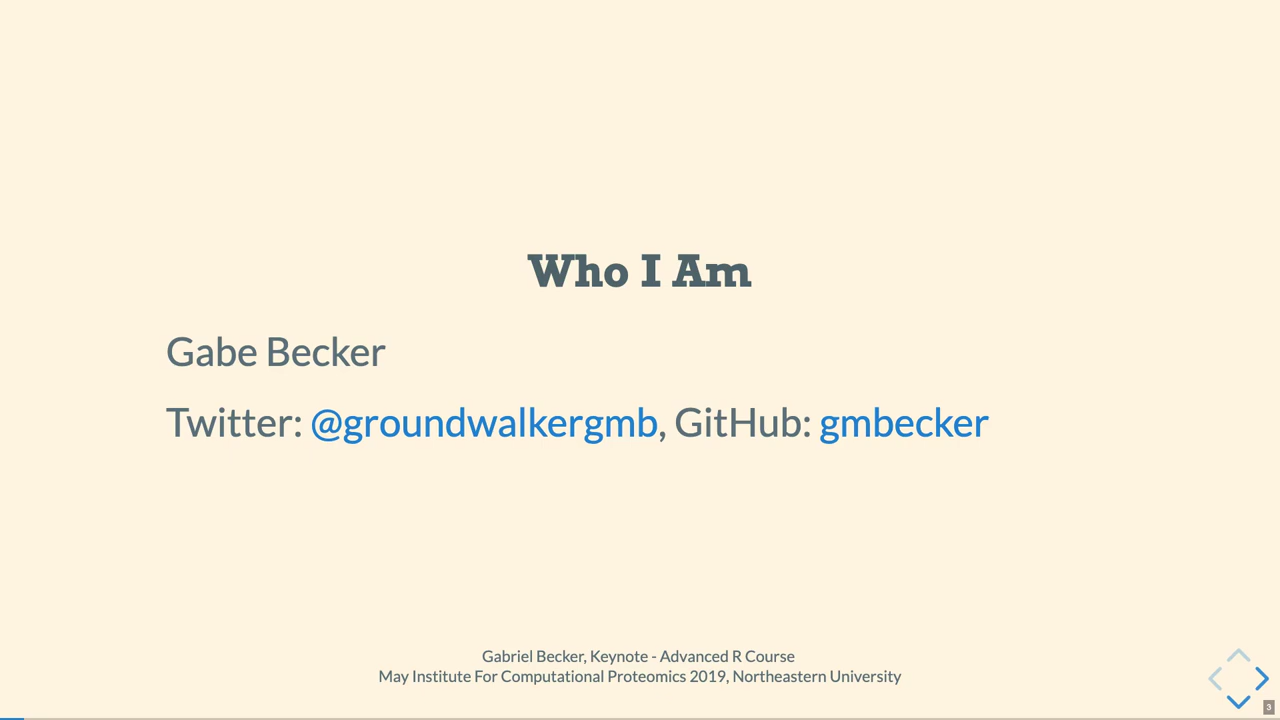 Who I Am
Gabe Becker
Twitter: @groundwalkergmb, GitHub: gmbecker
Gabriel Becker, Keynote - Advanced R Course
May Institute For Computational Proteomics 2019, Northeastern University
3